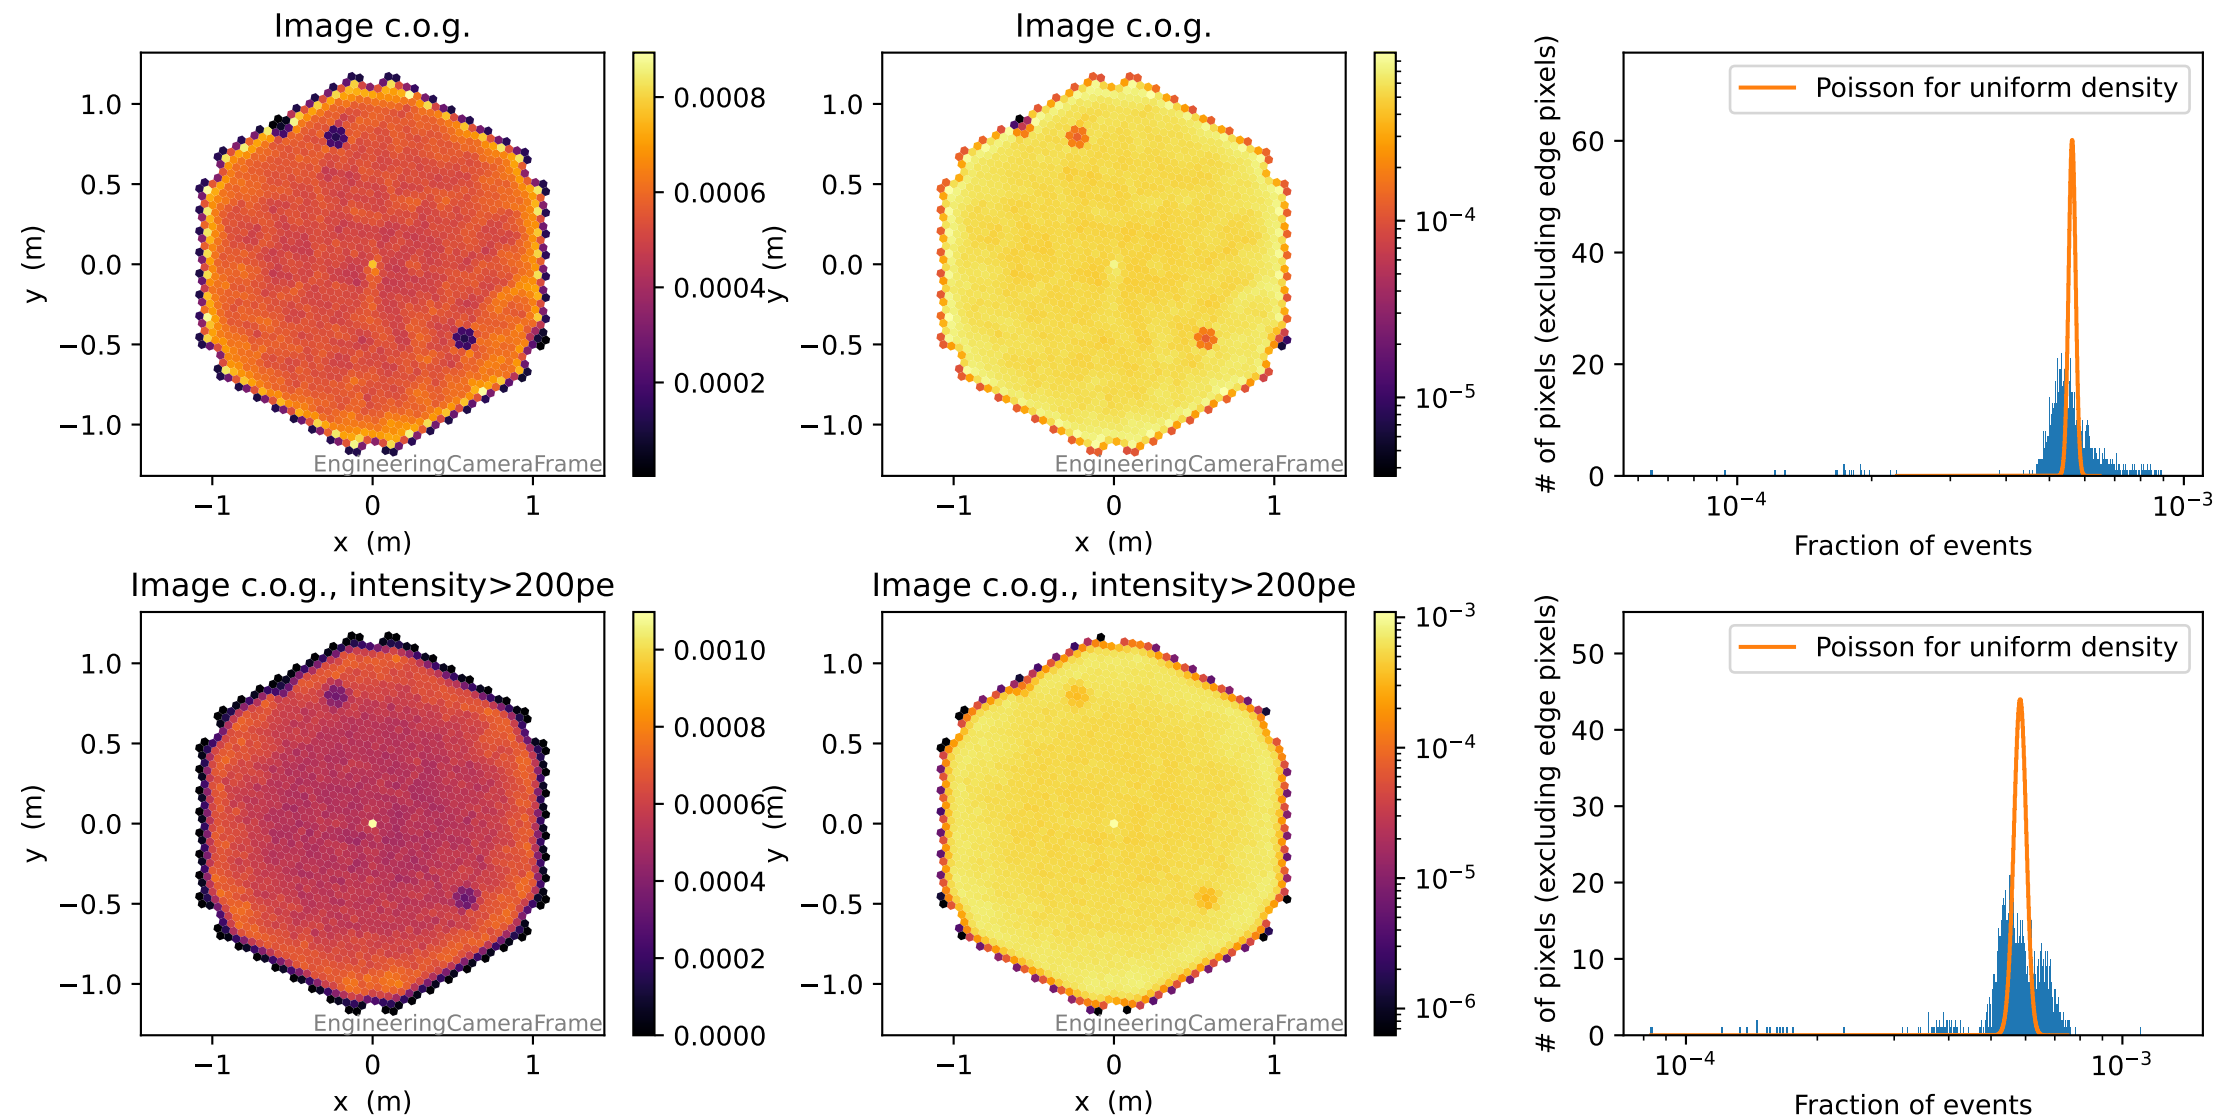 Image c.o.g.
1.0
0.5
0.0
−0.5
−1.0
y (m)
−1
0
1
x (m)
EngineeringCameraFrame
0.0008
0.0006
0.0004
0.0002
Image c.o.g.
1.0
0.5
0.0
−0.5
−1.0
y (m)
−1
0
1
x (m)
EngineeringCameraFrame
10⁻⁴
10⁻⁵
Poisson for uniform density
# of pixels (excluding edge pixels)
60
40
20
0
10⁻⁴
10⁻³
Fraction of events
Image c.o.g., intensity>200pe
1.0
0.5
0.0
−0.5
−1.0
y (m)
−1
0
1
x (m)
EngineeringCameraFrame
0.0010
0.0008
0.0006
0.0004
0.0002
0.0000
Image c.o.g., intensity>200pe
1.0
0.5
0.0
−0.5
−1.0
y (m)
−1
0
1
x (m)
EngineeringCameraFrame
10⁻³
10⁻⁴
10⁻⁵
10⁻⁶
Poisson for uniform density
# of pixels (excluding edge pixels)
50
40
30
20
10
0
10⁻⁴
10⁻³
Fraction of events